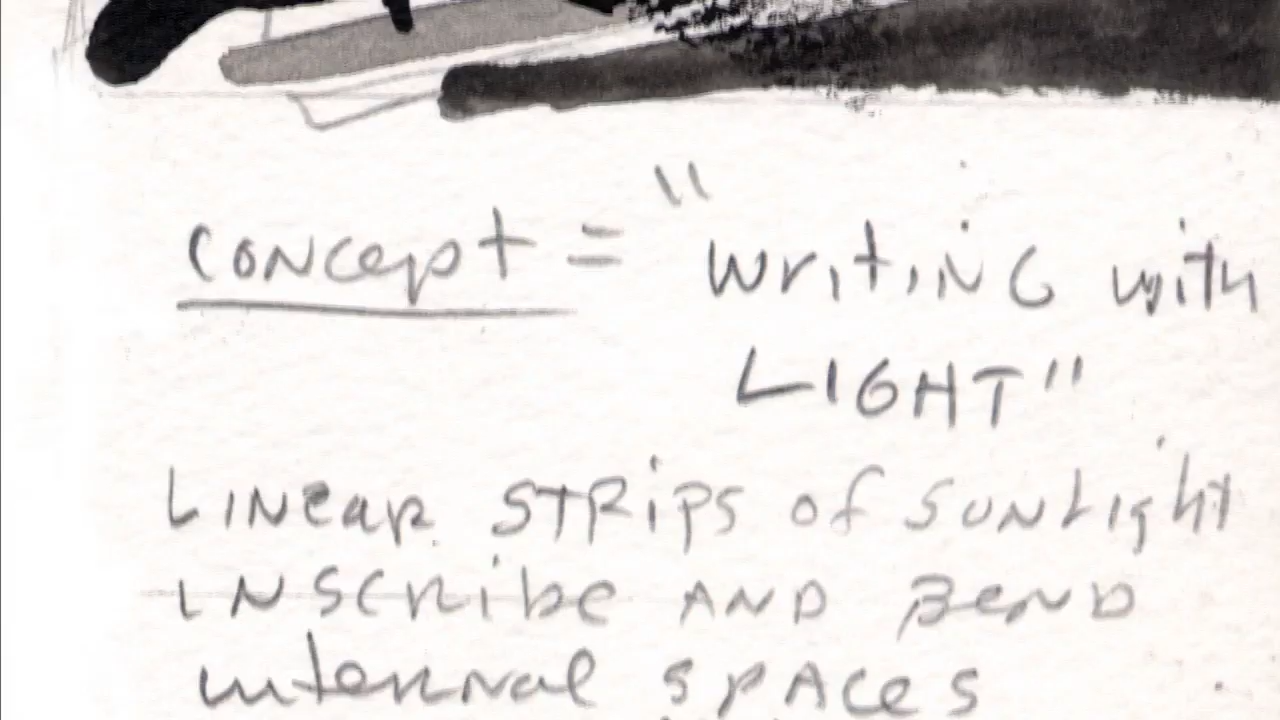 concept = "writiNG with
LIGHT"
LiNear STRips of SunLight
iNScribe AND BeND
internal SpAces